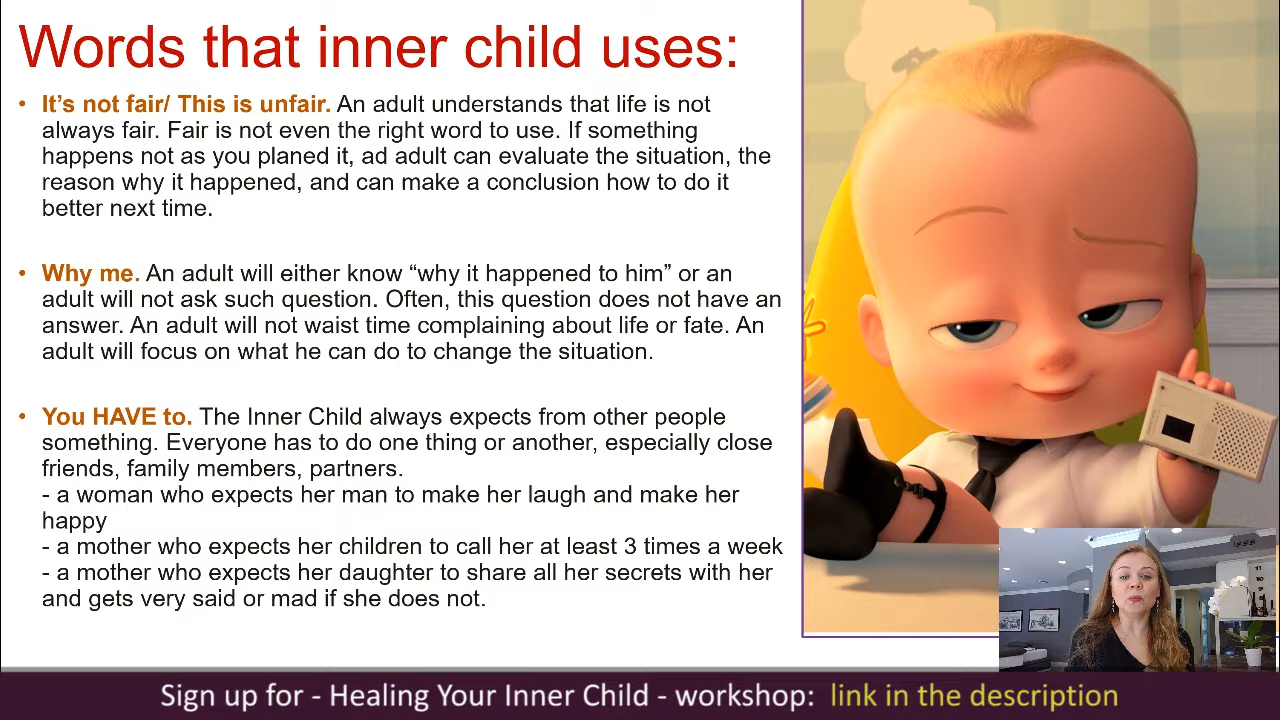 Words that inner child uses:
• It’s not fair/ This is unfair. An adult understands that life is not
always fair. Fair is not even the right word to use. If something
happens not as you planed it, ad adult can evaluate the situation, the
reason why it happened, and can make a conclusion how to do it
better next time.
• Why me. An adult will either know “why it happened to him” or an
adult will not ask such question. Often, this question does not have an
answer. An adult will not waist time complaining about life or fate. An
adult will focus on what he can do to change the situation.
• You HAVE to. The Inner Child always expects from other people
something. Everyone has to do one thing or another, especially close
friends, family members, partners.
- a woman who expects her man to make her laugh and make her
happy
- a mother who expects her children to call her at least 3 times a week
- a mother who expects her daughter to share all her secrets with her
and gets very said or mad if she does not.
Sign up for - Healing Your Inner Child - workshop: link in the description